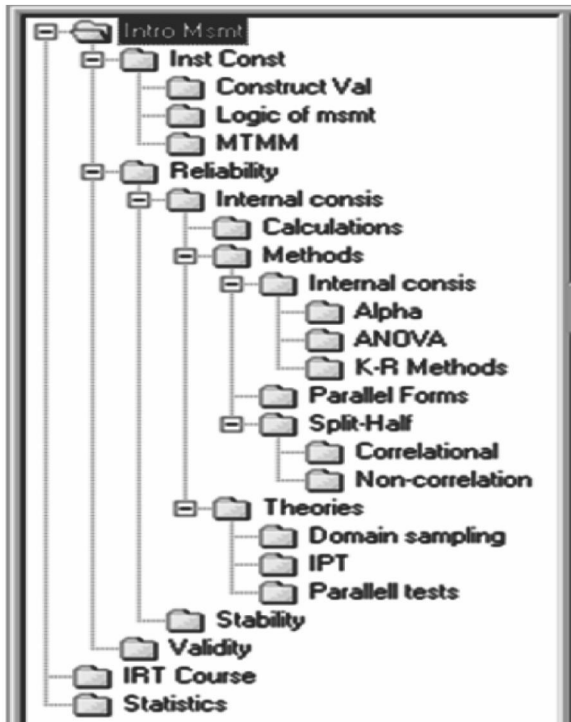 Intro Msmt
Inst Const
Construct Val
Logic of msmt
MTMM
Reliability
Internal consis
Calculations
Methods
Internal consis
Alpha
ANOVA
K-R Methods
Parallel Forms
Split-Half
Correlational
Non-correlation
Theories
Domain sampling
IPT
Parallell tests
Stability
Validity
IRT Course
Statistics